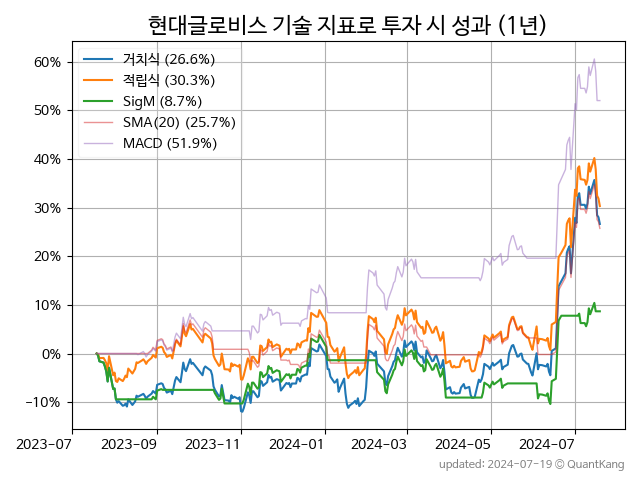 현대글로비스 기술 지표로 투자 시 성과 (1년)
거치식 (26.6%)
적립식 (30.3%)
SigM (8.7%)
SMA(20) (25.7%)
MACD (51.9%)
60%
50%
40%
30%
20%
10%
0%
−10%
2023-07 2023-09 2023-11 2024-01 2024-03 2024-05 2024-07
updated: 2024-07-19 © QuantKang